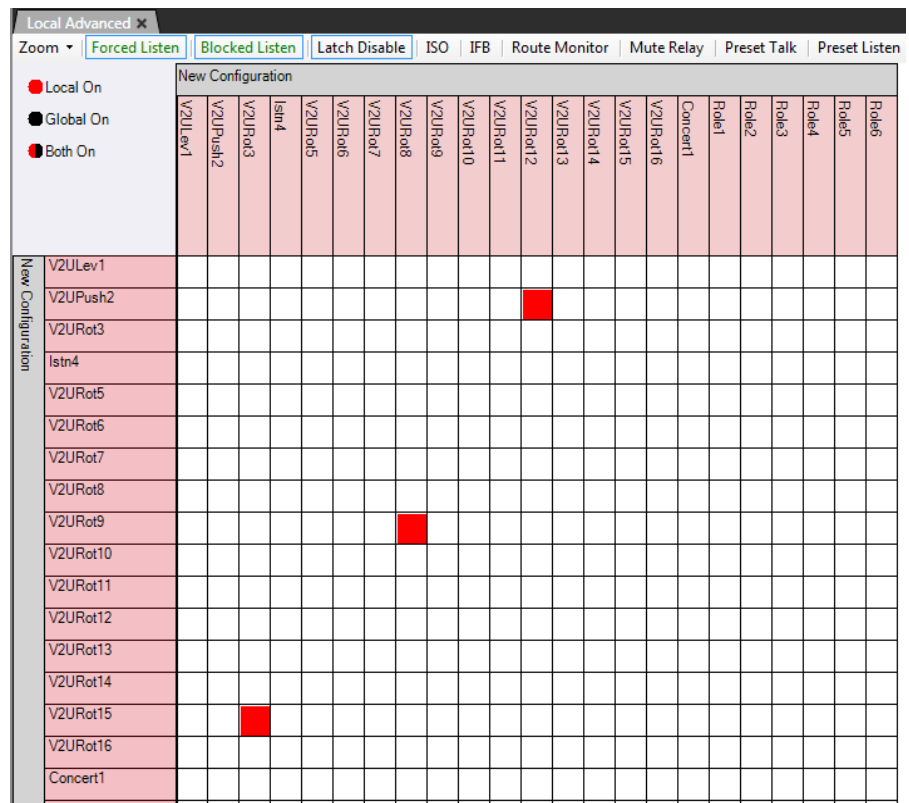 Local Advanced ×
Zoom Forced Listen Blocked Listen Latch Disable ISO IFB Route Monitor Mute Relay Preset Talk Preset Listen
Local On
Global On
Both On
New Configuration
V2ULev1
V2UPush2
V2URot3
Istn4
V2URot5
V2URot6
V2URot7
V2URot8
V2URot9
V2URot10
V2URot11
V2URot12
V2URot13
V2URot14
V2URot15
V2URot16
Concert1
Role1
Role2
Role3
Role4
Role5
Role6
New Configuration
V2ULev1
V2UPush2
V2URot3
Istn4
V2URot5
V2URot6
V2URot7
V2URot8
V2URot9
V2URot10
V2URot11
V2URot12
V2URot13
V2URot14
V2URot15
V2URot16
Concert1